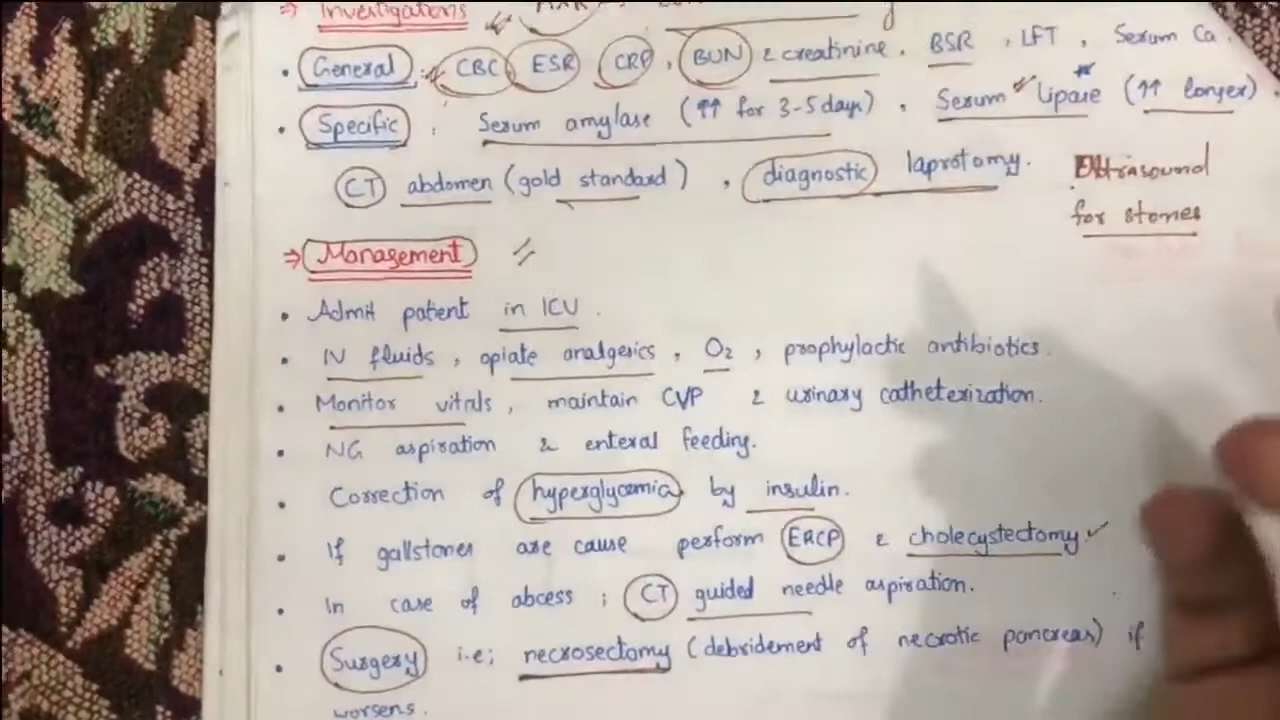 ⇒ Investigations
• General : CBC, ESR, CRP, BUN & creatinine, BSR, LFT, Serum Ca.
• Specific : Serum amylase (↑↑ for 3-5 days), Serum Lipase (↑↑ longer).
CT abdomen (gold standard), diagnostic laprotomy. Ultrasound
for stones
⇒ Management
• Admit patient in ICU.
• IV fluids, opiate analgesics, O₂, prophylactic antibiotics.
• Monitor vitals, maintain CVP & urinary catheterization.
• NG aspiration & enteral feeding.
• Correction of hyperglycemia by insulin.
• If gallstones are cause perform ERCP & cholecystectomy
• In case of abcess ; CT guided needle aspiration.
• Surgery i.e; necrosectomy (debridement of necrotic pancreas) if
worsens.